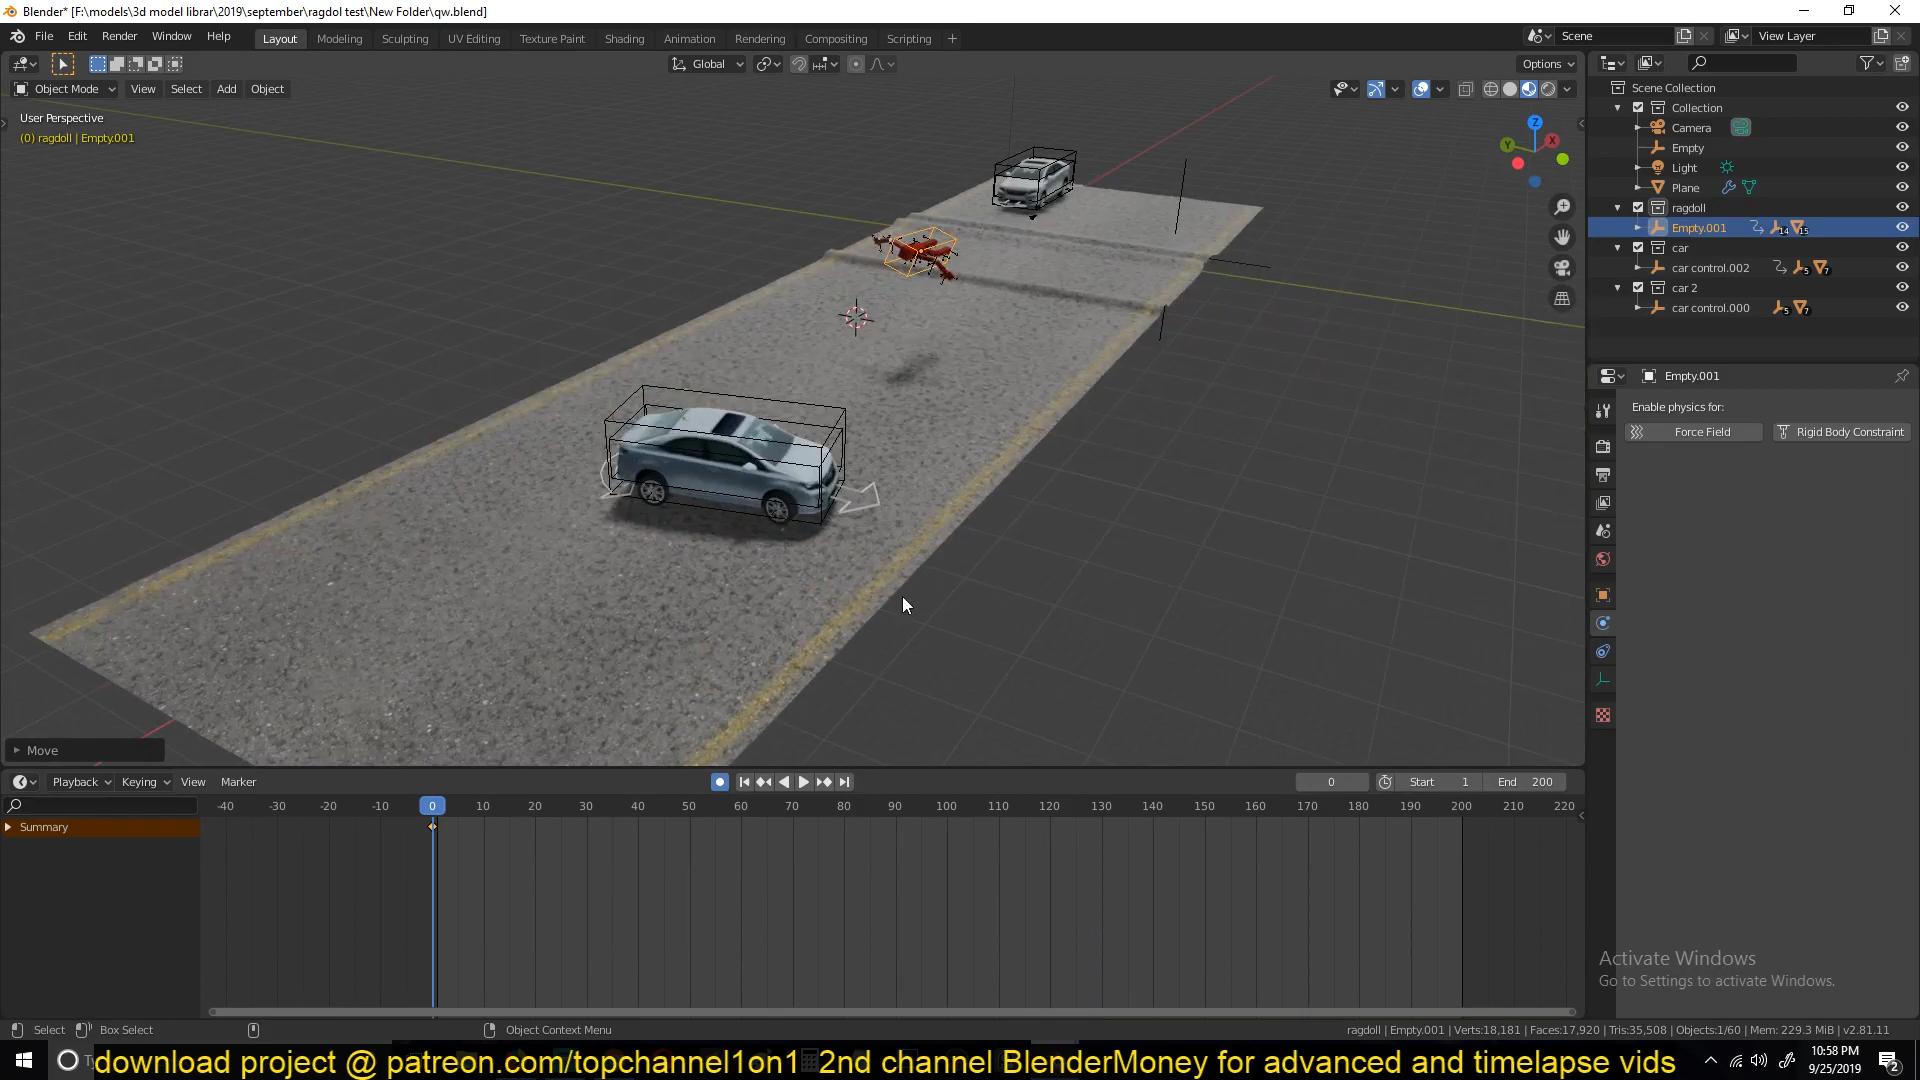 Blender* [F:\models\3d model librar\2019\september\ragdol test\New Folder\qw.blend]
File Edit Render Window Help Layout Modeling Sculpting UV Editing Texture Paint Shading Animation Rendering Compositing Scripting + Scene View Layer
Global Options
Object Mode View Select Add Object
User Perspective
(0) ragdoll | Empty.001
Z
Y X
Scene Collection
Collection
Camera
Empty
Light
Plane
ragdoll
Empty.001 14 15
car
car control.002 5 7
car 2
car control.000 5 7
Empty.001
Enable physics for:
Force Field Rigid Body Constraint
Move
Playback Keying View Marker 0 Start 1 End 200
-40 -30 -20 -10 0 10 20 30 40 50 60 70 80 90 100 110 120 130 140 150 160 170 180 190 200 210 220
Summary
Activate Windows
Go to Settings to activate Windows.
Select Box Select Object Context Menu ragdoll | Empty.001 | Verts:18,181 | Faces:17,920 | Tris:35,508 | Objects:1/60 | Mem: 229.3 MiB | v2.81.11
download project @ patreon.com/topchannel1on1 2nd channel BlenderMoney for advanced and timelapse vids
10:58 PM
9/25/2019
2